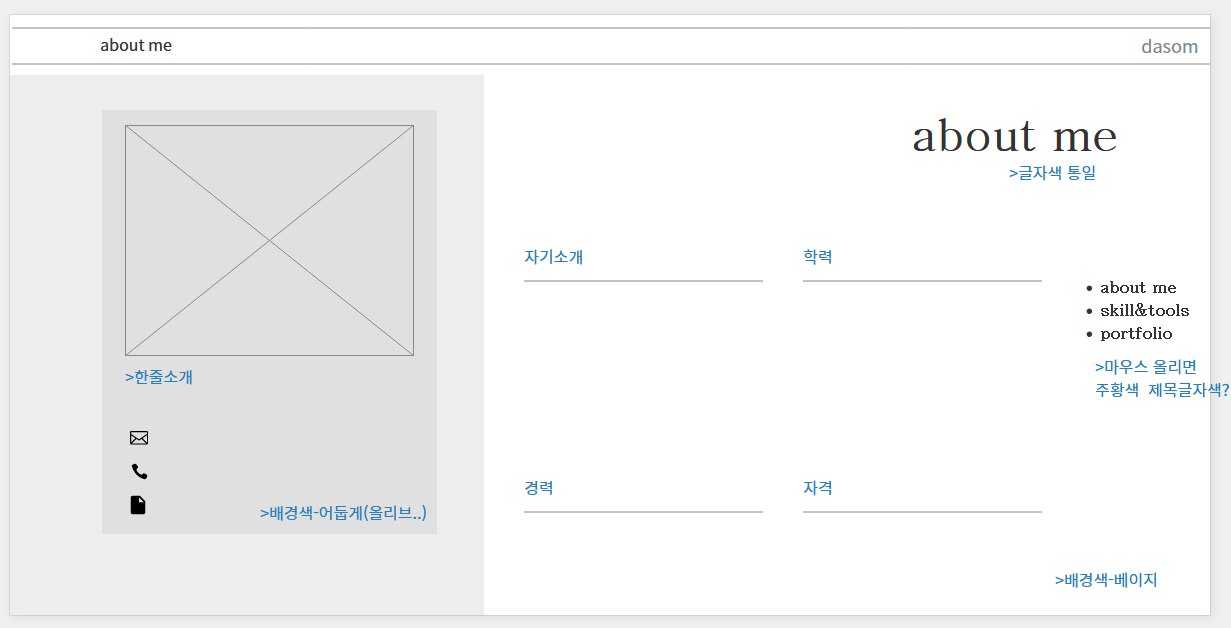 about me
dasom
about me
>글자색 통일
자기소개
학력
• about me
• skill&tools
• portfolio
>마우스 올리면
주황색 제목글자색?
>한줄소개
>배경색-어둡게(올리브..)
경력
자격
>배경색-베이지